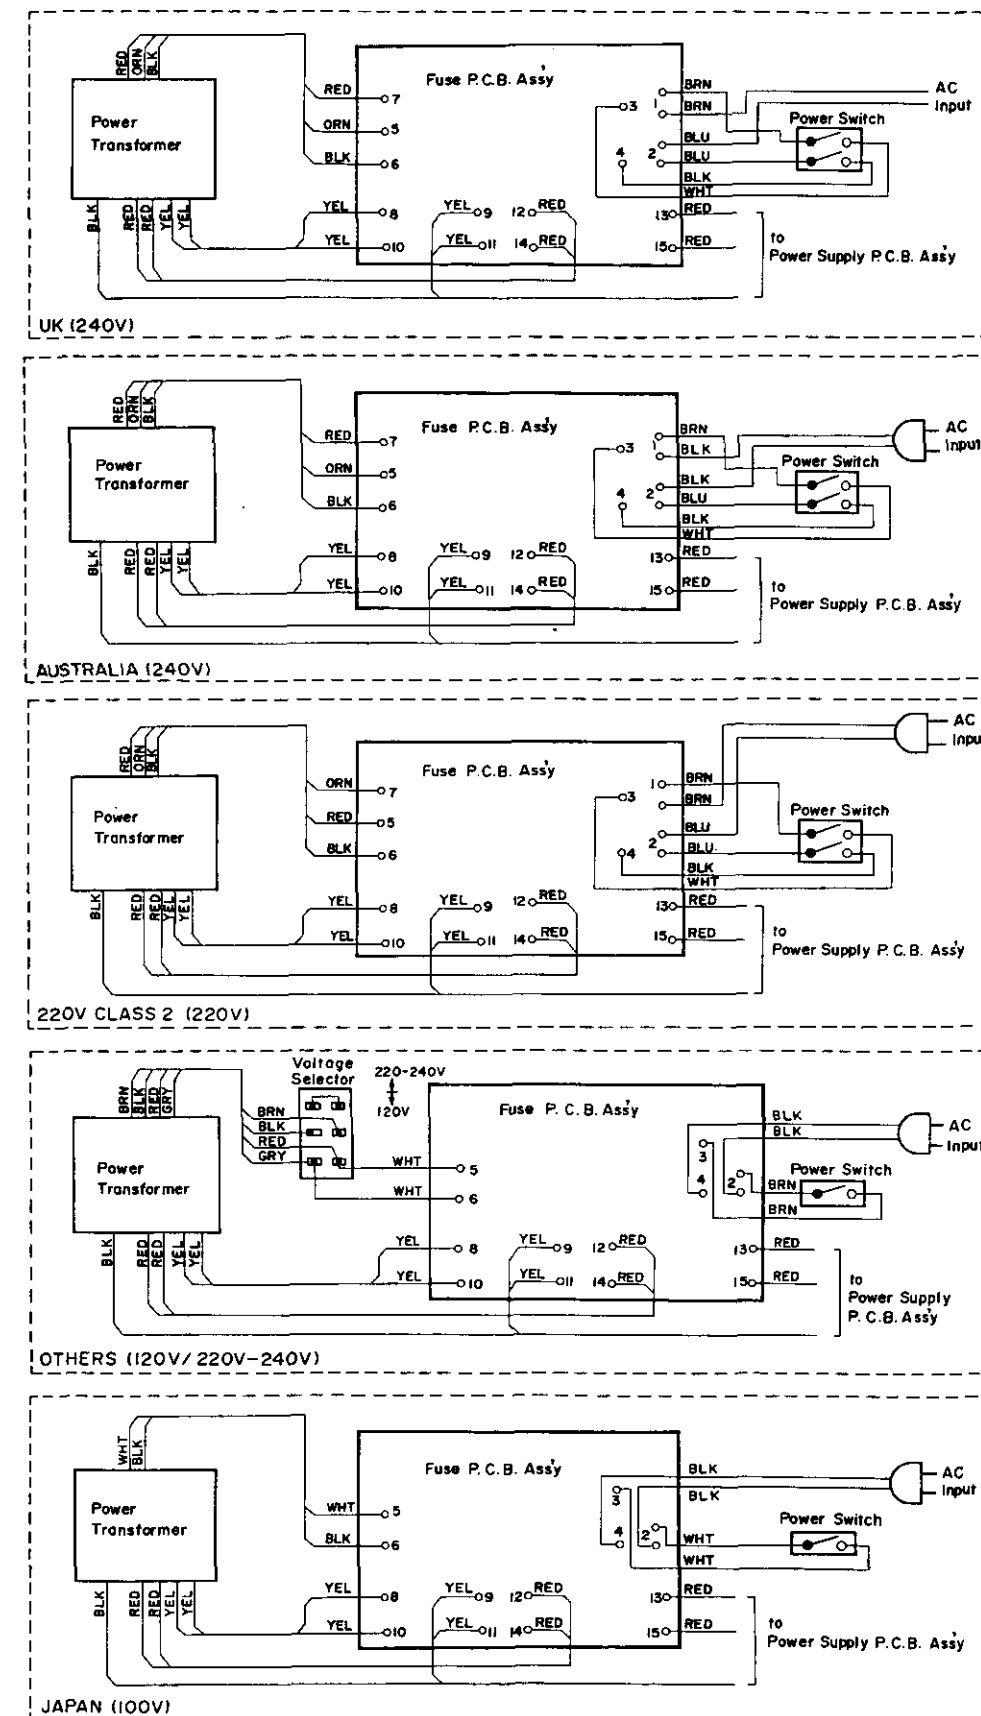 RED ORN BLK
Power Transformer
RED
ORN
BLK
BLK RED RED YEL YEL
YEL
YEL
Fuse P.C.B. Ass'y
7
5
6
8
10
YEL 9 12 RED
YEL 11 14 RED
3
4
1
2
13 RED
15 RED
BRN
BRN
BLU
BLU
BLK
WHT
AC Input
Power Switch
to
Power Supply P.C.B. Ass'y
UK (240V)
RED ORN BLK
Power Transformer
RED
ORN
BLK
BLK RED RED YEL YEL
YEL
YEL
Fuse P.C.B. Ass'y
7
5
6
8
10
YEL 9 12 RED
YEL 11 14 RED
3
4
1
2
13 RED
15 RED
BRN
BLK
BLK
BLU
BLK
WHT
AC Input
Power Switch
to
Power Supply P.C.B. Ass'y
AUSTRALIA (240V)
RED ORN BLK
Power Transformer
ORN
RED
BLK
BLK RED RED YEL YEL
YEL
YEL
Fuse P.C.B. Ass'y
7
5
6
8
10
YEL 9 12 RED
YEL 11 14 RED
3
4
1
2
13 RED
15 RED
BRN
BRN
BLU
BLU
BLK
WHT
AC Input
Power Switch
to
Power Supply P.C.B. Ass'y
220V CLASS 2 (220V)
BRN BLK RED GRY
Power Transformer
Voltage Selector
220-240V
120V
BRN
BLK
RED
GRY
WHT
WHT
BLK RED RED YEL YEL
YEL
YEL
Fuse P.C.B. Ass'y
5
6
8
10
YEL 9 12 RED
YEL 11 14 RED
3
4
2
13 RED
15 RED
BLK
BLK
BRN
BRN
AC Input
Power Switch
to
Power Supply
P.C.B. Ass'y
OTHERS (120V/220V-240V)
WHT BLK
Power Transformer
WHT
BLK
BLK RED RED YEL YEL
YEL
YEL
Fuse P.C.B. Ass'y
5
6
8
10
YEL 9 12 RED
YEL 11 14 RED
3
4
2
13 RED
15 RED
BLK
BLK
WHT
WHT
AC Input
Power Switch
to
Power Supply P.C.B. Ass'y
JAPAN (100V)